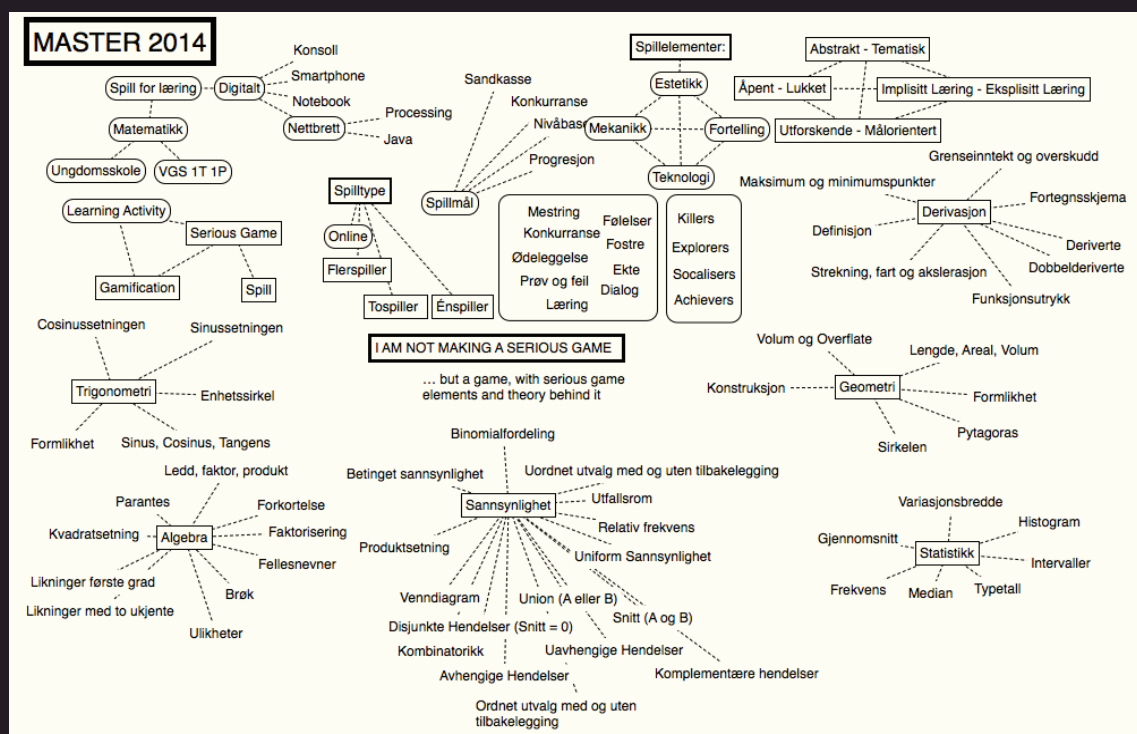 MASTER 2014
Spill for læring
Digitalt
Konsoll
Smartphone
Notebook
Nettbrett
Processing
Java
Matematikk
Ungdomsskole
VGS 1T 1P
Sandkasse
Konkurranse
Nivåbase
Progresjon
Spillmål
Spillelementer:
Estetikk
Mekanikk
Fortelling
Teknologi
Abstrakt - Tematisk
Åpent - Lukket
Implisitt Læring - Eksplisitt Læring
Utforskende - Målorientert
Learning Activity
Serious Game
Gamification
Spill
Spilltype
Online
Flerspiller
Tospiller
Énspiller
Mestring
Konkurranse
Ødeleggelse
Prøv og feil
Læring
Følelser
Fostre
Ekte
Dialog
Killers
Explorers
Socalisers
Achievers
Grenseinntekt og overskudd
Maksimum og minimumspunkter
Fortegnsskjema
Derivasjon
Definisjon
Deriverte
Strekning, fart og akslerasjon
Dobbelderiverte
Funksjonsutrykk
I AM NOT MAKING A SERIOUS GAME
… but a game, with serious game
elements and theory behind it
Cosinussetningen
Sinussetningen
Trigonometri
Enhetssirkel
Formlikhet
Sinus, Cosinus, Tangens
Volum og Overflate
Lengde, Areal, Volum
Konstruksjon
Geometri
Formlikhet
Pytagoras
Sirkelen
Ledd, faktor, produkt
Parantes
Forkortelse
Kvadratsetning
Algebra
Faktorisering
Fellesnevner
Likninger første grad
Brøk
Likninger med to ukjente
Ulikheter
Binomialfordeling
Betinget sannsynlighet
Uordnet utvalg med og uten tilbakelegging
Sannsynlighet
Utfallsrom
Relativ frekvens
Produktsetning
Uniform Sannsynlighet
Venndiagram
Union (A eller B)
Snitt (A og B)
Disjunkte Hendelser (Snitt = 0)
Kombinatorikk
Uavhengige Hendelser
Avhengige Hendelser
Komplementære hendelser
Ordnet utvalg med og uten
tilbakelegging
Variasjonsbredde
Histogram
Gjennomsnitt
Statistikk
Intervaller
Frekvens
Median
Typetall